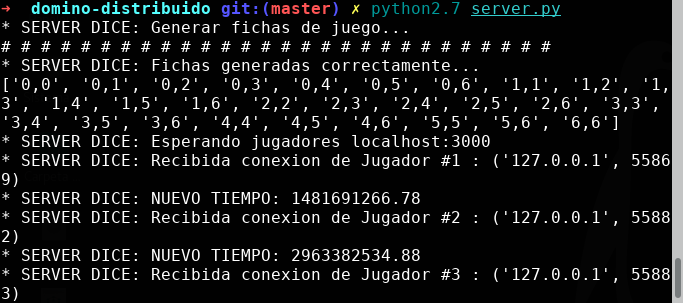 ➜  domino-distribuido git:(master) ✗ python2.7 server.py
* SERVER DICE: Generar fichas de juego...
# # # # # # # # # # # # # # # # # # # # # # # # # # # #
* SERVER DICE: Fichas generadas correctamente...
['0,0', '0,1', '0,2', '0,3', '0,4', '0,5', '0,6', '1,1', '1,2', '1,
3', '1,4', '1,5', '1,6', '2,2', '2,3', '2,4', '2,5', '2,6', '3,3',
'3,4', '3,5', '3,6', '4,4', '4,5', '4,6', '5,5', '5,6', '6,6']
* SERVER DICE: Esperando jugadores localhost:3000
* SERVER DICE: Recibida conexion de Jugador #1 : ('127.0.0.1', 5586
9)
* SERVER DICE: NUEVO TIEMPO: 1481691266.78
* SERVER DICE: Recibida conexion de Jugador #2 : ('127.0.0.1', 5588
2)
* SERVER DICE: NUEVO TIEMPO: 2963382534.88
* SERVER DICE: Recibida conexion de Jugador #3 : ('127.0.0.1', 5588
3)